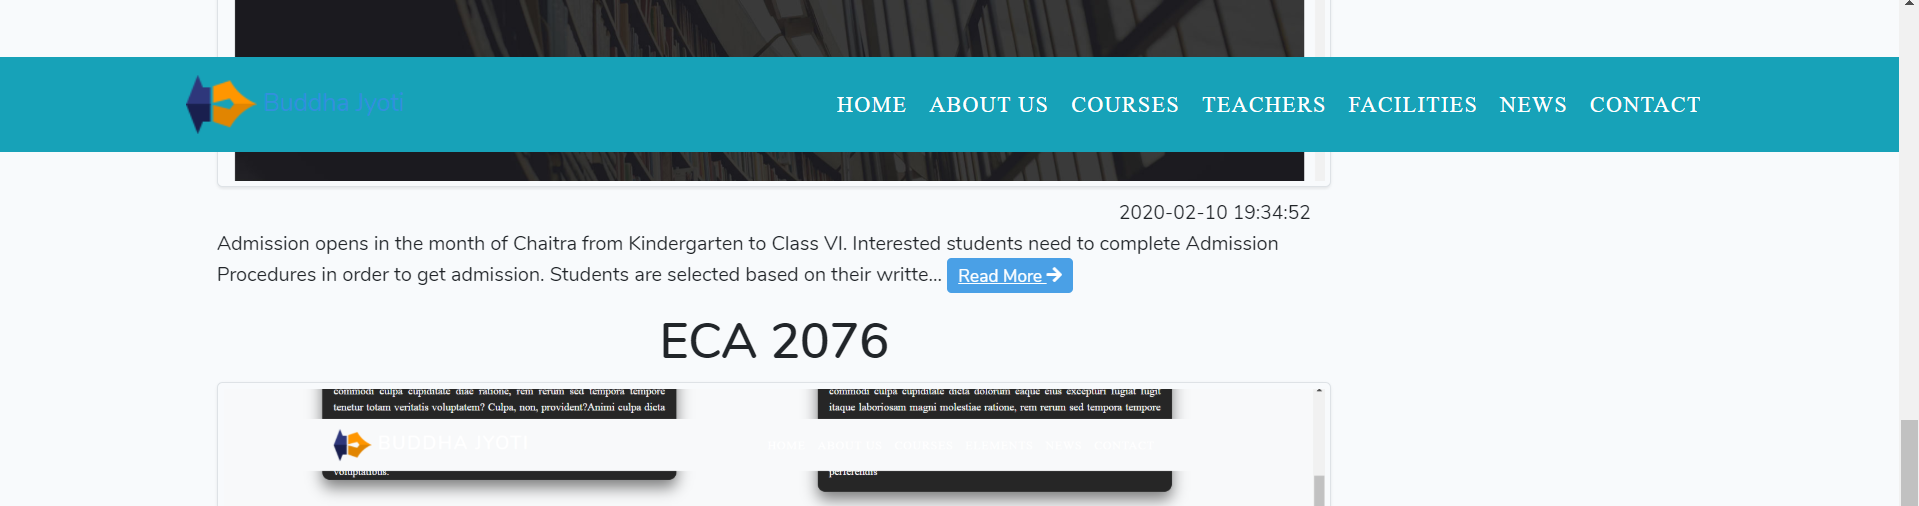 Buddha Jyoti
HOME ABOUT US COURSES TEACHERS FACILITIES NEWS CONTACT
2020-02-10 19:34:52
Admission opens in the month of Chaitra from Kindergarten to Class VI. Interested students need to complete Admission
Procedures in order to get admission. Students are selected based on their writte... Read More
ECA 2076
commodi culpa cupiditate diae ratione, rem rerum sed tempora tempore
tenetur totam veritatis voluptatem? Culpa, non, provident?Animi culpa dicta
commodi culpa cupiditate dicta dolorum eaque eius excepturi fugiat fugit
itaque laboriosam magni molestiae ratione, rem rerum sed tempora tempore
BUDDHA JYOTI
HOME ABOUT US COURSES NEWS CONTACT
voluptatibus.
perferendis